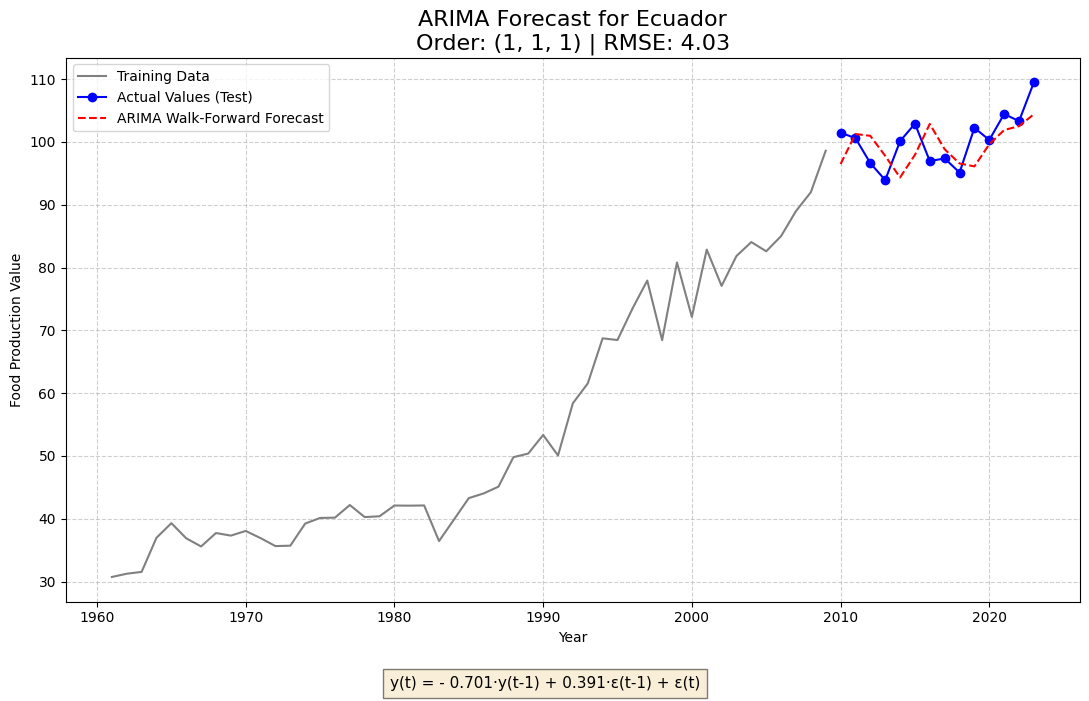 ARIMA Forecast for Ecuador
Order: (1, 1, 1) | RMSE: 4.03
Training Data
Actual Values (Test)
ARIMA Walk-Forward Forecast
Food Production Value
110
100
90
80
70
60
50
40
30
1960 1970 1980 1990 2000 2010 2020
Year
y(t) = - 0.701·y(t-1) + 0.391·ε(t-1) + ε(t)